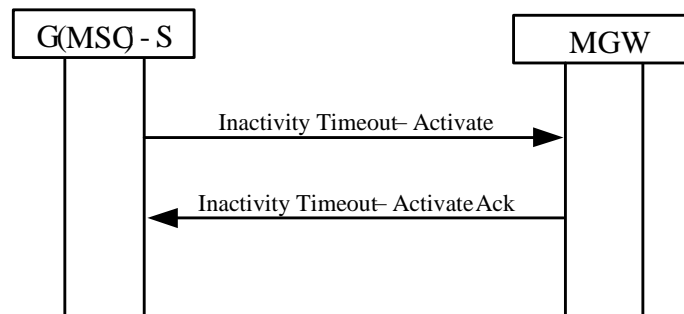 G(MSC) - S
MGW
Inactivity Timeout– Activate
Inactivity Timeout– Activate Ack